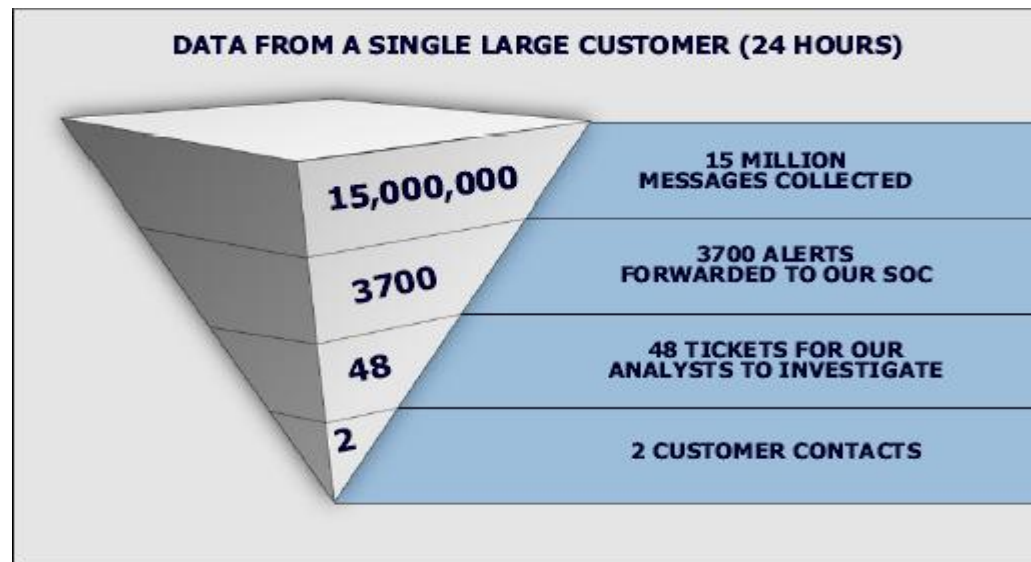 DATA FROM A SINGLE LARGE CUSTOMER (24 HOURS)
15,000,000
15 MILLION
MESSAGES COLLECTED
3700
3700 ALERTS
FORWARDED TO OUR SOC
48
48 TICKETS FOR OUR
ANALYSTS TO INVESTIGATE
2
2 CUSTOMER CONTACTS